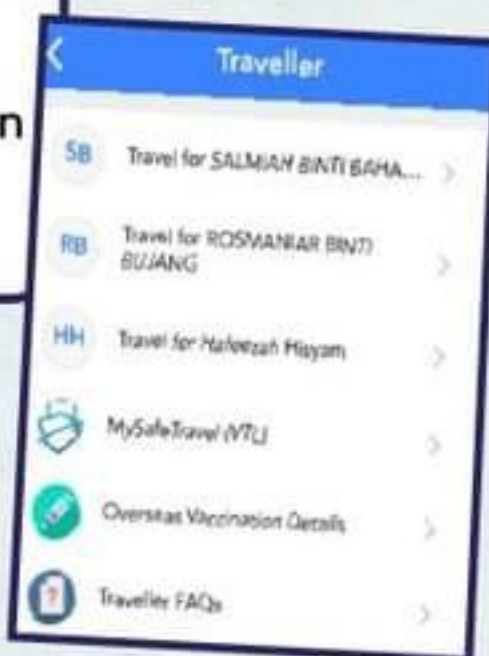 n
Traveller
SB
Travel for SALMIAH BINTI BAHA...
RB
Travel for ROSMANIAR BINTI
BUJANG
HH
Travel for Hafeezah Hisyam
MySafeTravel (VTL)
Overseas Vaccination Details
?
Traveller FAQs